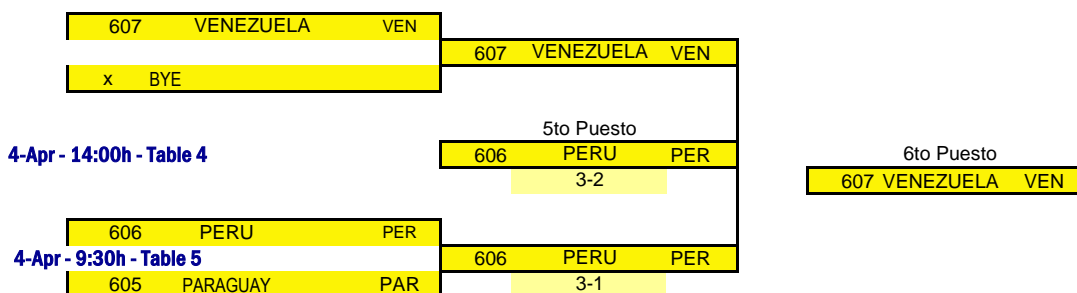 607 VENEZUELA VEN
607 VENEZUELA VEN
x BYE
5to Puesto
4-Apr - 14:00h - Table 4
606 PERU PER
6to Puesto
3-2
607 VENEZUELA VEN
606 PERU PER
4-Apr - 9:30h - Table 5
606 PERU PER
605 PARAGUAY PAR
3-1